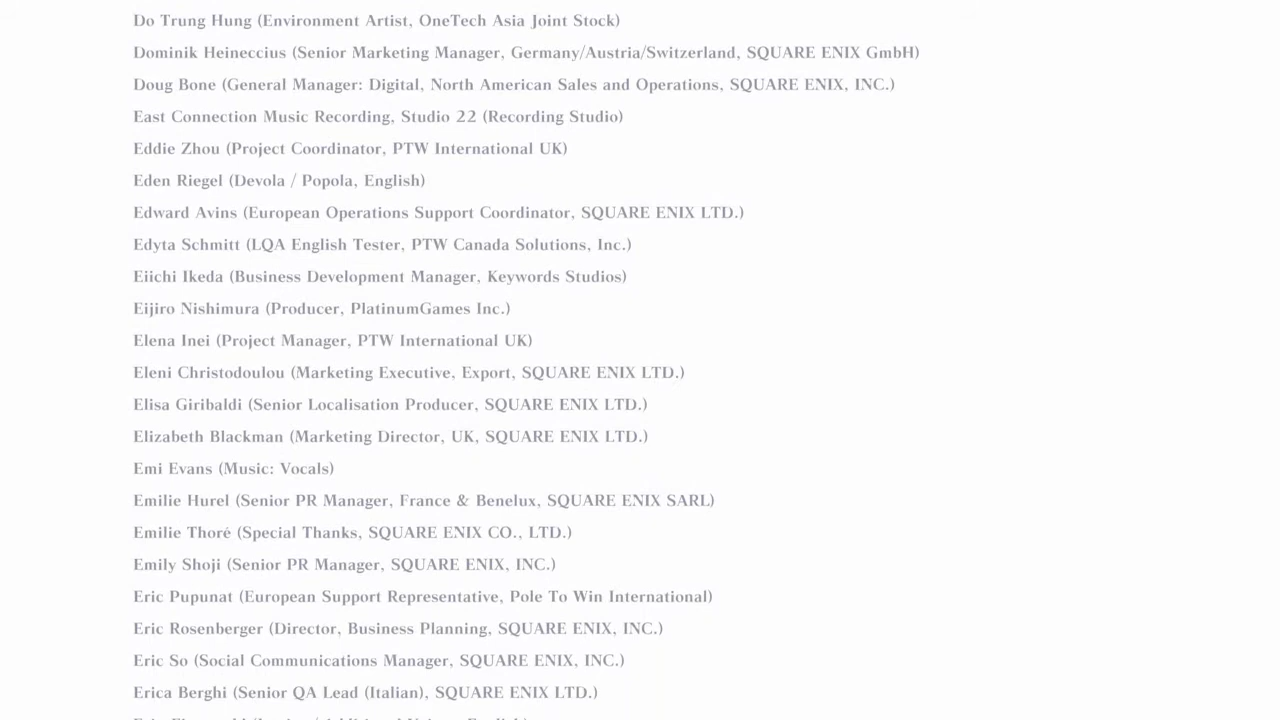 Do Trung Hung (Environment Artist, OneTech Asia Joint Stock)
Dominik Heineccius (Senior Marketing Manager, Germany/Austria/Switzerland, SQUARE ENIX GmbH)
Doug Bone (General Manager: Digital, North American Sales and Operations, SQUARE ENIX, INC.)
East Connection Music Recording, Studio 22 (Recording Studio)
Eddie Zhou (Project Coordinator, PTW International UK)
Eden Riegel (Devola / Popola, English)
Edward Avins (European Operations Support Coordinator, SQUARE ENIX LTD.)
Edyta Schmitt (LQA English Tester, PTW Canada Solutions, Inc.)
Eiichi Ikeda (Business Development Manager, Keywords Studios)
Eijiro Nishimura (Producer, PlatinumGames Inc.)
Elena Inei (Project Manager, PTW International UK)
Eleni Christodoulou (Marketing Executive, Export, SQUARE ENIX LTD.)
Elisa Giribaldi (Senior Localisation Producer, SQUARE ENIX LTD.)
Elizabeth Blackman (Marketing Director, UK, SQUARE ENIX LTD.)
Emi Evans (Music: Vocals)
Emilie Hurel (Senior PR Manager, France & Benelux, SQUARE ENIX SARL)
Emilie Thoré (Special Thanks, SQUARE ENIX CO., LTD.)
Emily Shoji (Senior PR Manager, SQUARE ENIX, INC.)
Eric Pupunat (European Support Representative, Pole To Win International)
Eric Rosenberger (Director, Business Planning, SQUARE ENIX, INC.)
Eric So (Social Communications Manager, SQUARE ENIX, INC.)
Erica Berghi (Senior QA Lead (Italian), SQUARE ENIX LTD.)